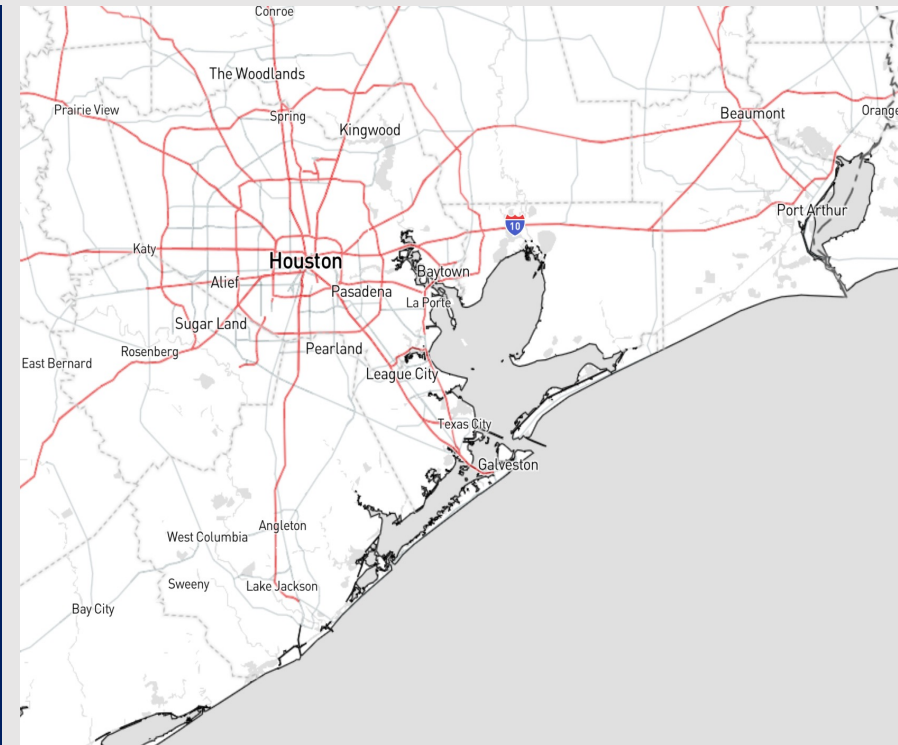 Conroe
The Woodlands
Prairie View
Spring
Kingwood
Beaumont
Orange
Port Arthur
10
Katy
Houston
Baytown
Alief
Pasadena
La Porte
Sugar Land
Rosenberg
Pearland
East Bernard
League City
Texas City
Galveston
Angleton
West Columbia
Sweeny
Lake Jackson
Bay City